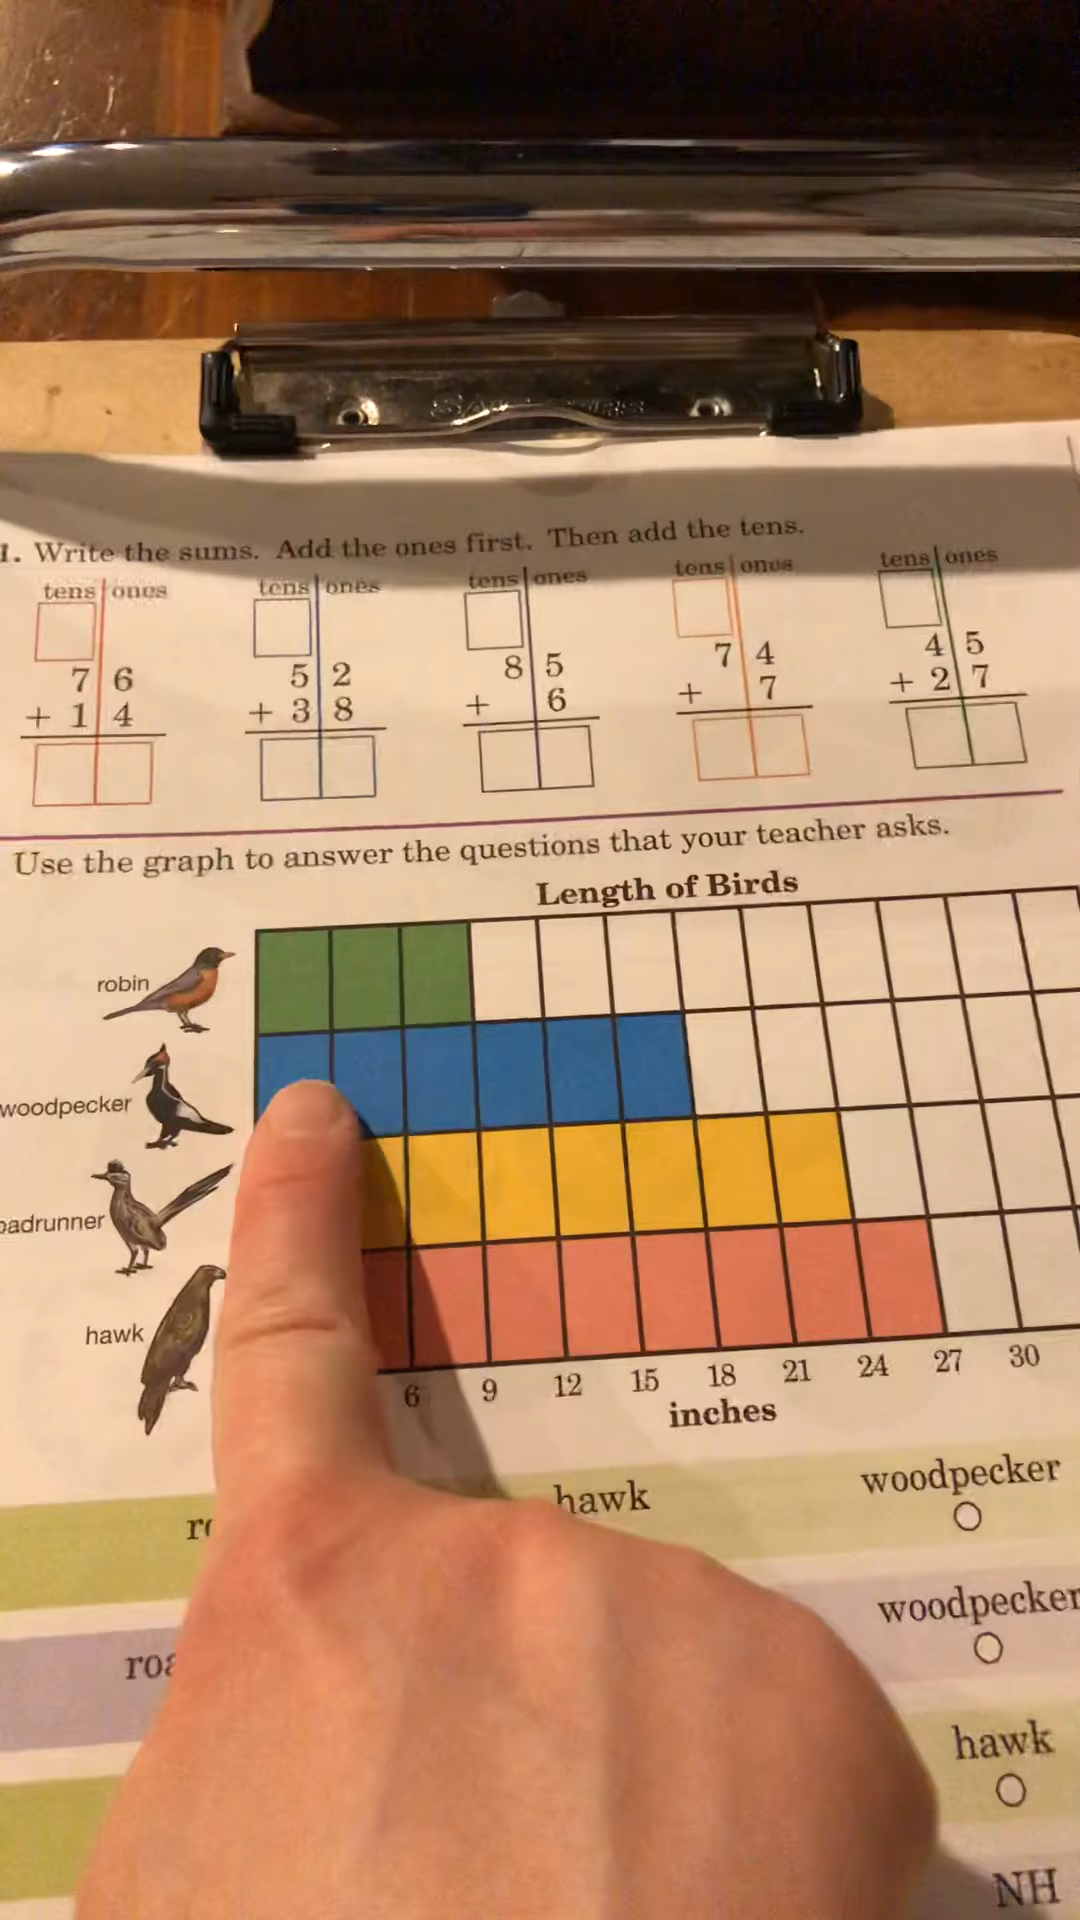 1. Write the sums. Add the ones first. Then add the tens.
tens ones tens ones tens ones tens ones tens ones
7 6 5 2 8 5 7 4 4 5
+ 1 4 + 3 8 + 6 + 7 + 2 7
Use the graph to answer the questions that your teacher asks.
Length of Birds
robin
woodpecker
hawk
6 9 12 15 18 21 24 27 30
inches
hawk woodpecker
woodpecker
hawk
NH